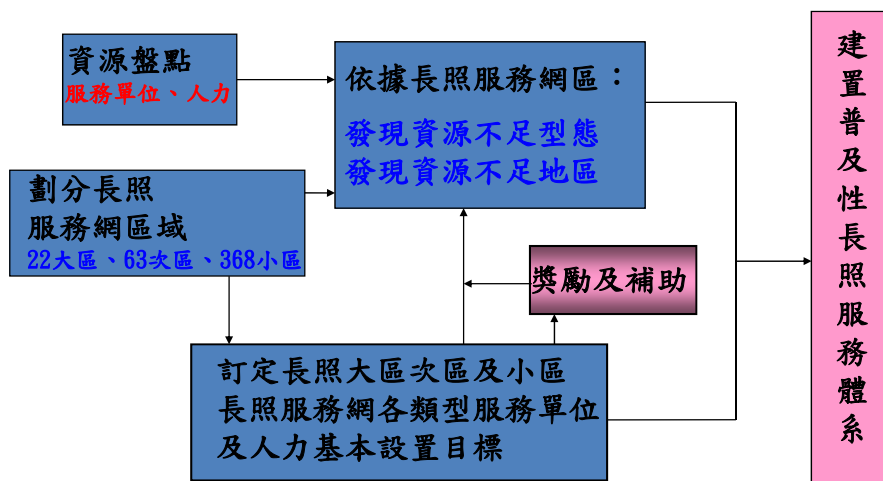 資源盤點
服務單位、人力
依據長照服務網區：
發現資源不足型態
發現資源不足地區
劃分長照
服務網區域
22大區、63次區、368小區
獎勵及補助
訂定長照大區次區及小區
長照服務網各類型服務單位
及人力基本設置目標
建置普及性長照服務體系